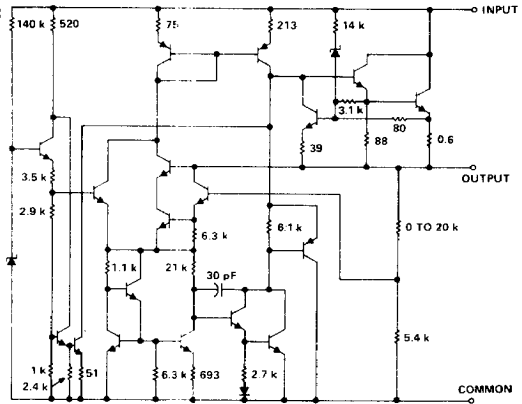 140 k 520 75 213 14 k INPUT
3.1 k
80
39 88 0.6
3.5 k OUTPUT
2.9 k
6.3 k 6.1 k 0 TO 20 k
1.1 k 21 k 30 pF
5.4 k
1 k 51 6.3 k 693 2.7 k
2.4 k
COMMON